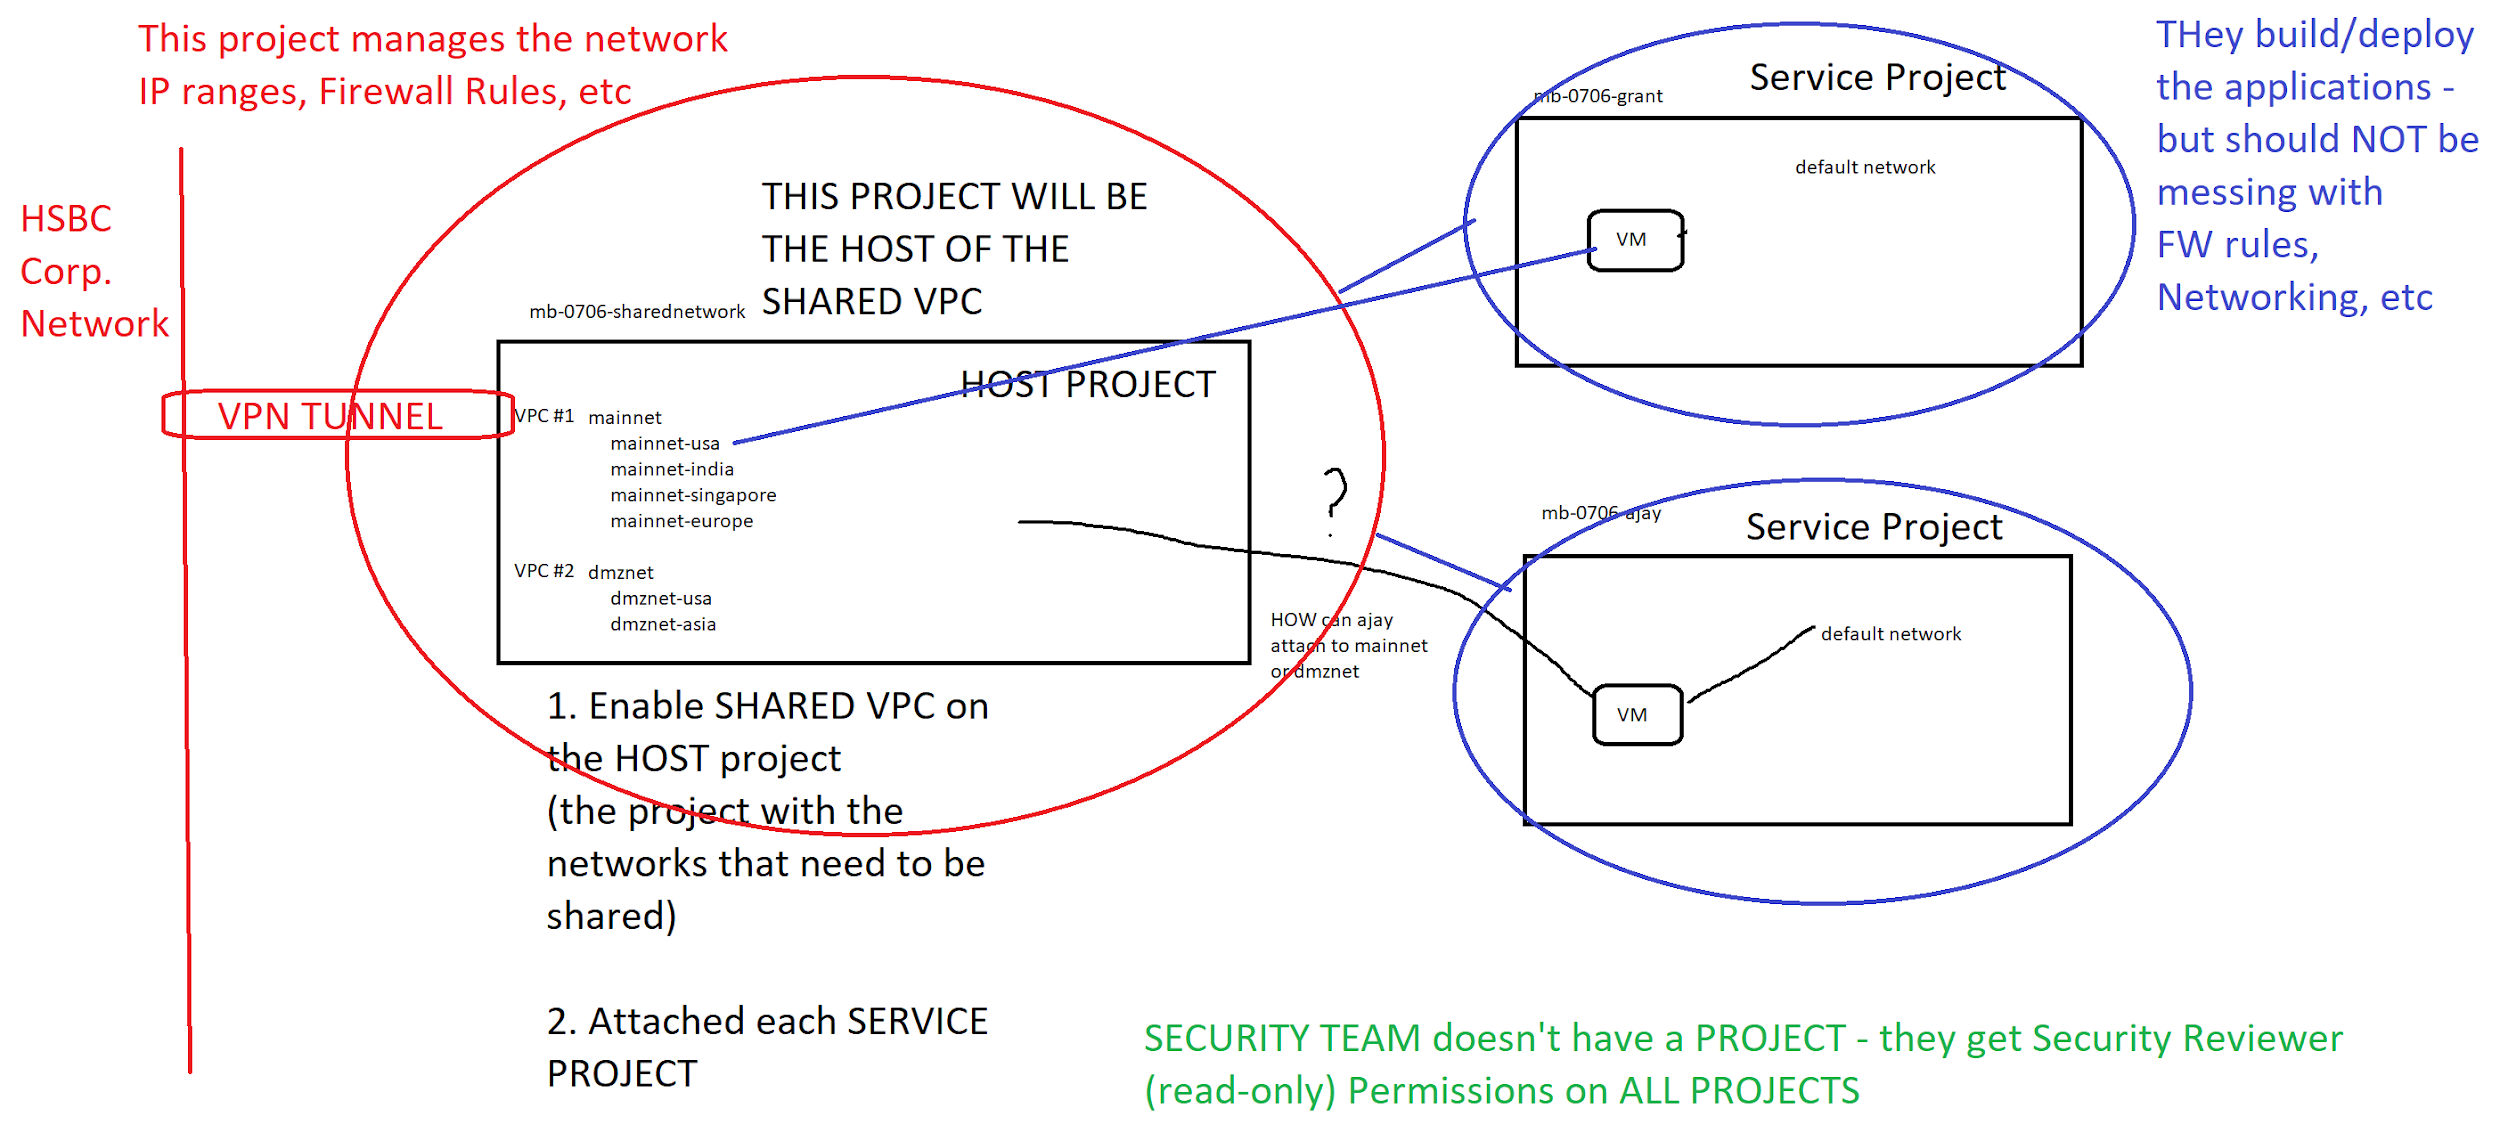 This project manages the network
IP ranges, Firewall Rules, etc
HSBC
Corp.
Network
VPN TUNNEL
THIS PROJECT WILL BE
THE HOST OF THE
SHARED VPC
mb-0706-sharednetwork
HOST PROJECT
VPC #1 mainnet
mainnet-usa
mainnet-india
mainnet-singapore
mainnet-europe
VPC #2 dmznet
dmznet-usa
dmznet-asia
1. Enable SHARED VPC on
the HOST project
(the project with the
networks that need to be
shared)
2. Attached each SERVICE
PROJECT
?
HOW can ajay
attach to mainnet
or dmznet
Service Project
mb-0706-grant
default network
VM
THey build/deploy
the applications -
but should NOT be
messing with
FW rules,
Networking, etc
mb-0706-ajay
Service Project
default network
VM
SECURITY TEAM doesn't have a PROJECT - they get Security Reviewer
(read-only) Permissions on ALL PROJECTS